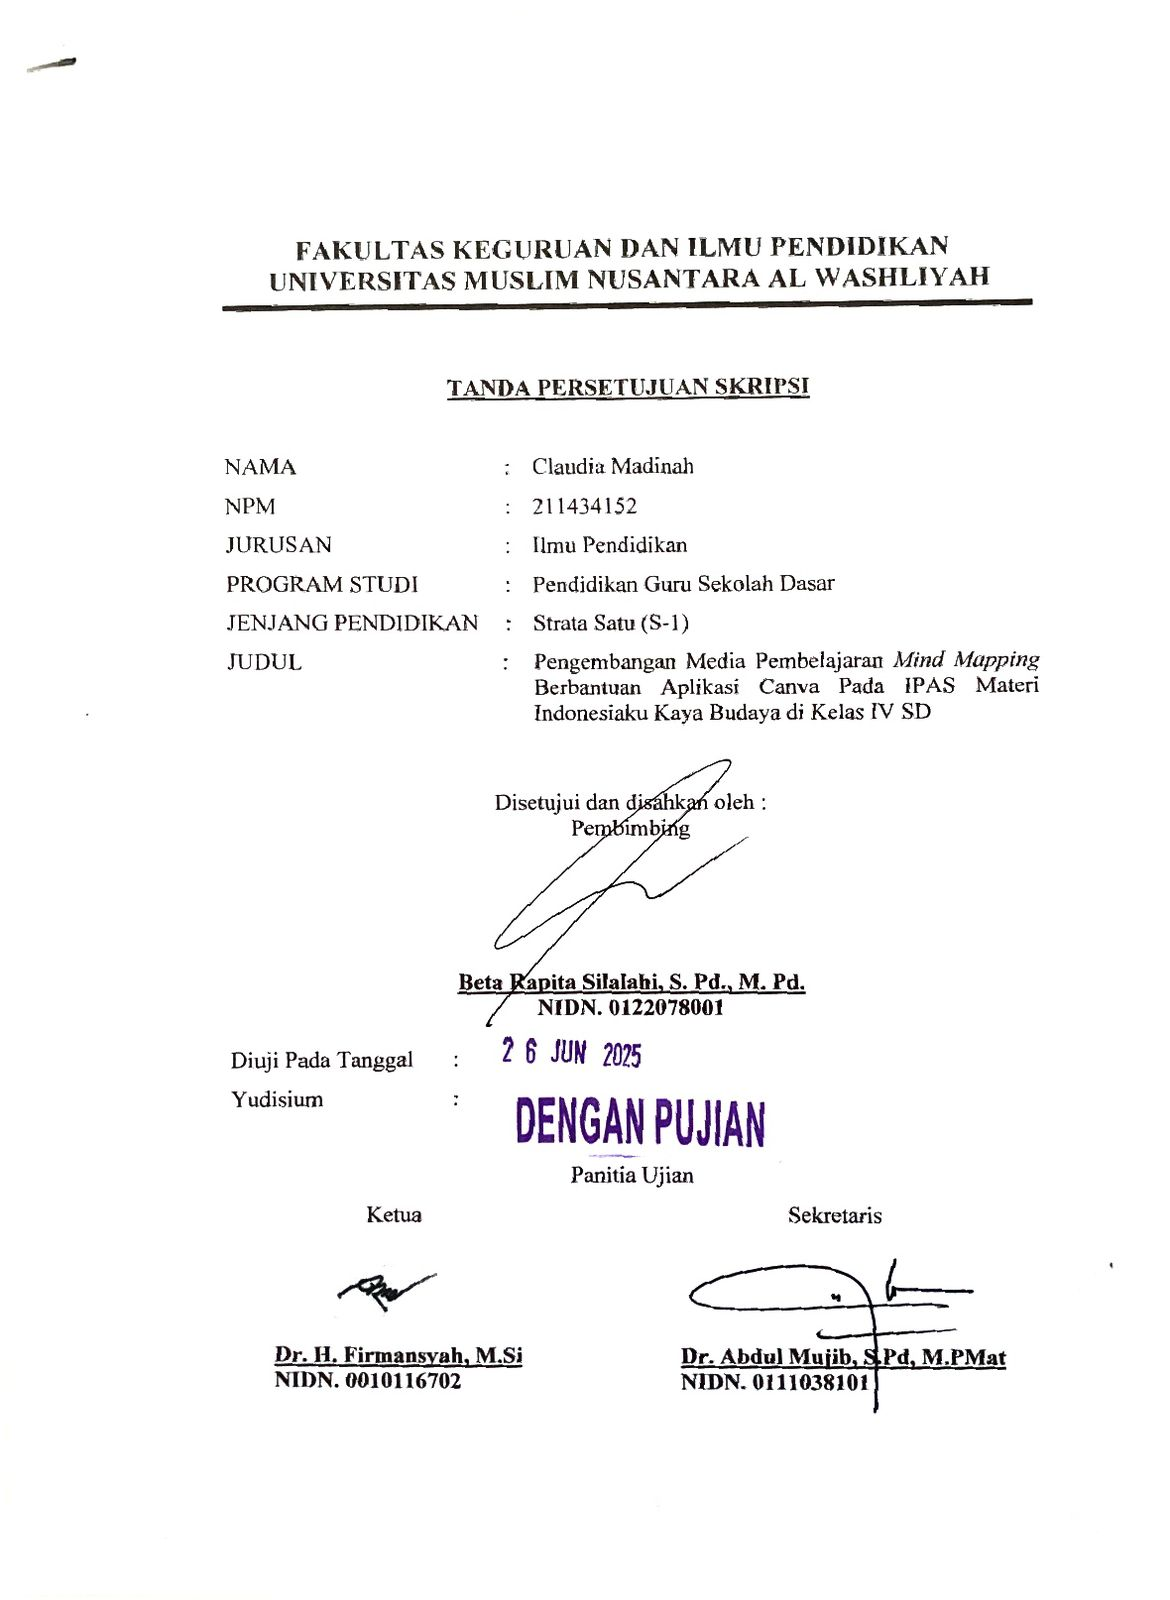 FAKULTAS KEGURUAN DAN ILMU PENDIDIKAN
UNIVERSITAS MUSLIM NUSANTARA AL WASHLIYAH
TANDA PERSETUJUAN SKRIPSI
NAMA : Claudia Madinah
NPM : 211434152
JURUSAN : Ilmu Pendidikan
PROGRAM STUDI : Pendidikan Guru Sekolah Dasar
JENJANG PENDIDIKAN : Strata Satu (S-1)
JUDUL : Pengembangan Media Pembelajaran Mind Mapping
Berbantuan Aplikasi Canva Pada IPAS Materi
Indonesiaku Kaya Budaya di Kelas IV SD
Disetujui dan disahkan oleh :
Pembimbing
Beta Rapita Silalahi, S. Pd., M. Pd.
NIDN. 0122078001
Diuji Pada Tanggal : 26 JUN 2025
Yudisium : DENGAN PUJIAN
Panitia Ujian
Ketua Sekretaris
Dr. H. Firmansyah, M.Si Dr. Abdul Mujib, S.Pd, M.PMat
NIDN. 0010116702 NIDN. 0111038101